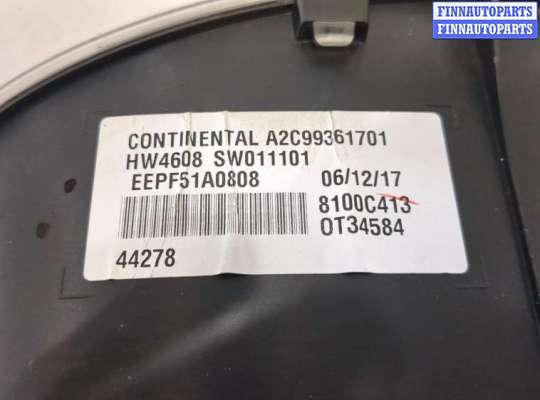 FINNAUTOPARTS
FINNAUTOPARTS
CONTINENTAL A2C99361701
HW4608 SW011101
EEPF51A0808 06/12/17
8100C413
OT34584
44278